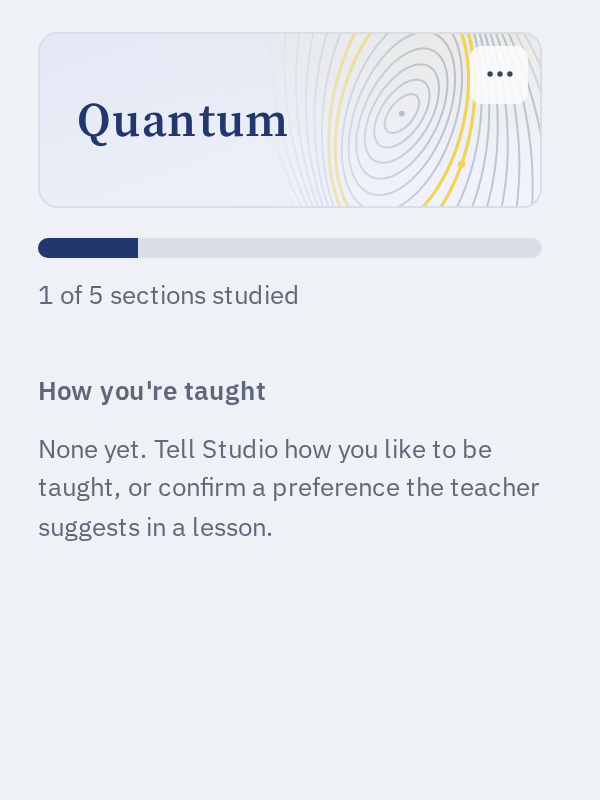 Quantum
1 of 5 sections studied
How you're taught
None yet. Tell Studio how you like to be
taught, or confirm a preference the teacher
suggests in a lesson.